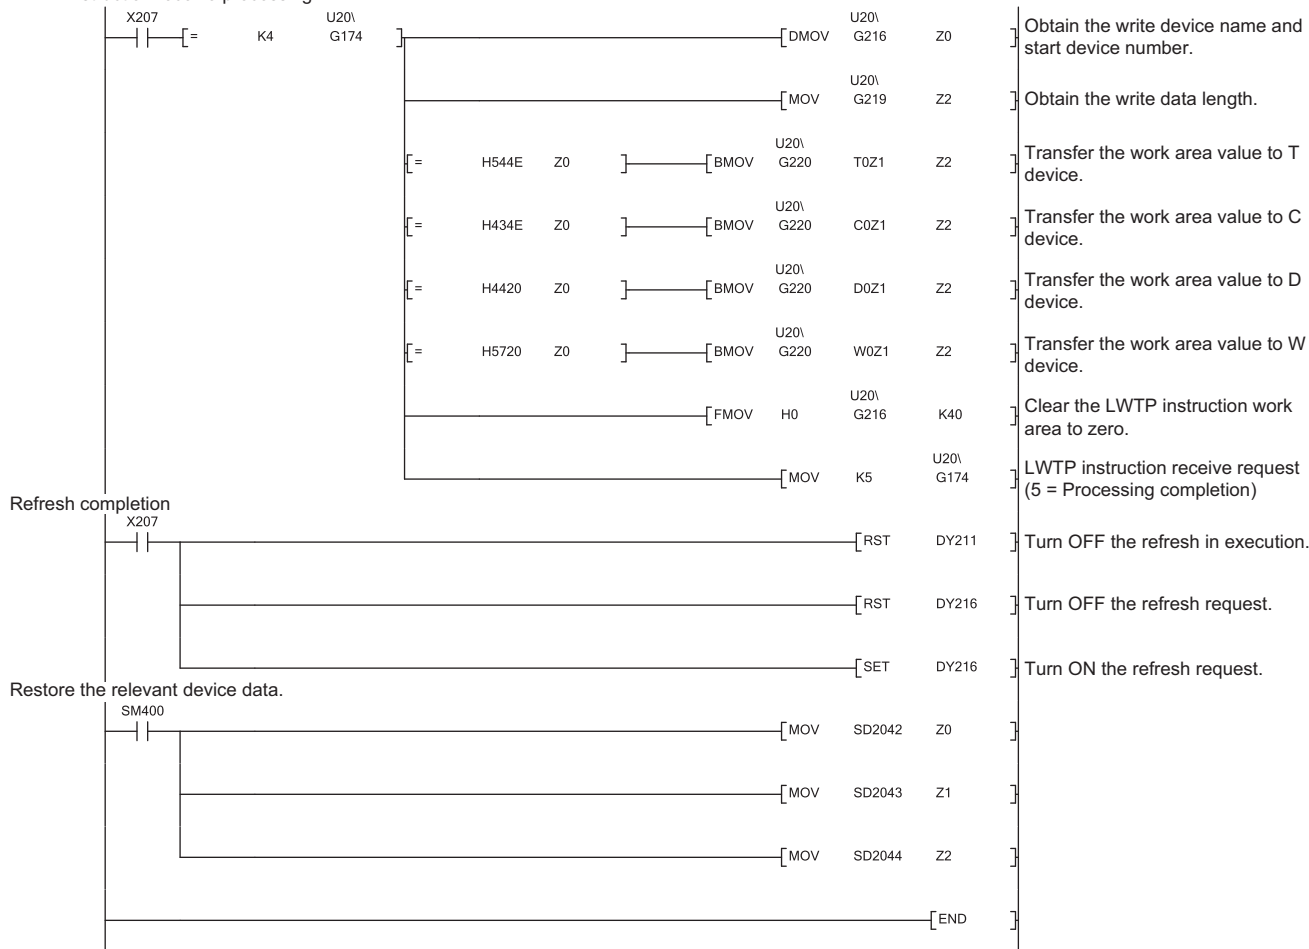 X207 U20\ U20\
[= K4 G174 ] [DMOV G216 Z0 ] Obtain the write device name and
start device number.
U20\
[MOV G219 Z2 ] Obtain the write data length.
U20\
[= H544E Z0 ] [BMOV G220 T0Z1 Z2 ] Transfer the work area value to T
device.
U20\
[= H434E Z0 ] [BMOV G220 C0Z1 Z2 ] Transfer the work area value to C
device.
U20\
[= H4420 Z0 ] [BMOV G220 D0Z1 Z2 ] Transfer the work area value to D
device.
U20\
[= H5720 Z0 ] [BMOV G220 W0Z1 Z2 ] Transfer the work area value to W
device.
U20\
[FMOV H0 G216 K40 ] Clear the LWTP instruction work
area to zero.
U20\
[MOV K5 G174 ] LWTP instruction receive request
(5 = Processing completion)
Refresh completion
X207
[RST DY211 ] Turn OFF the refresh in execution.
[RST DY216 ] Turn OFF the refresh request.
[SET DY216 ] Turn ON the refresh request.
Restore the relevant device data.
SM400
[MOV SD2042 Z0 ]
[MOV SD2043 Z1 ]
[MOV SD2044 Z2 ]
[END ]